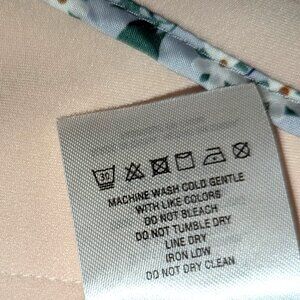 30
MACHINE WASH COLD GENTLE
WITH LIKE COLORS
DO NOT BLEACH
DO NOT TUMBLE DRY
LINE DRY
IRON LOW
DO NOT DRY CLEAN